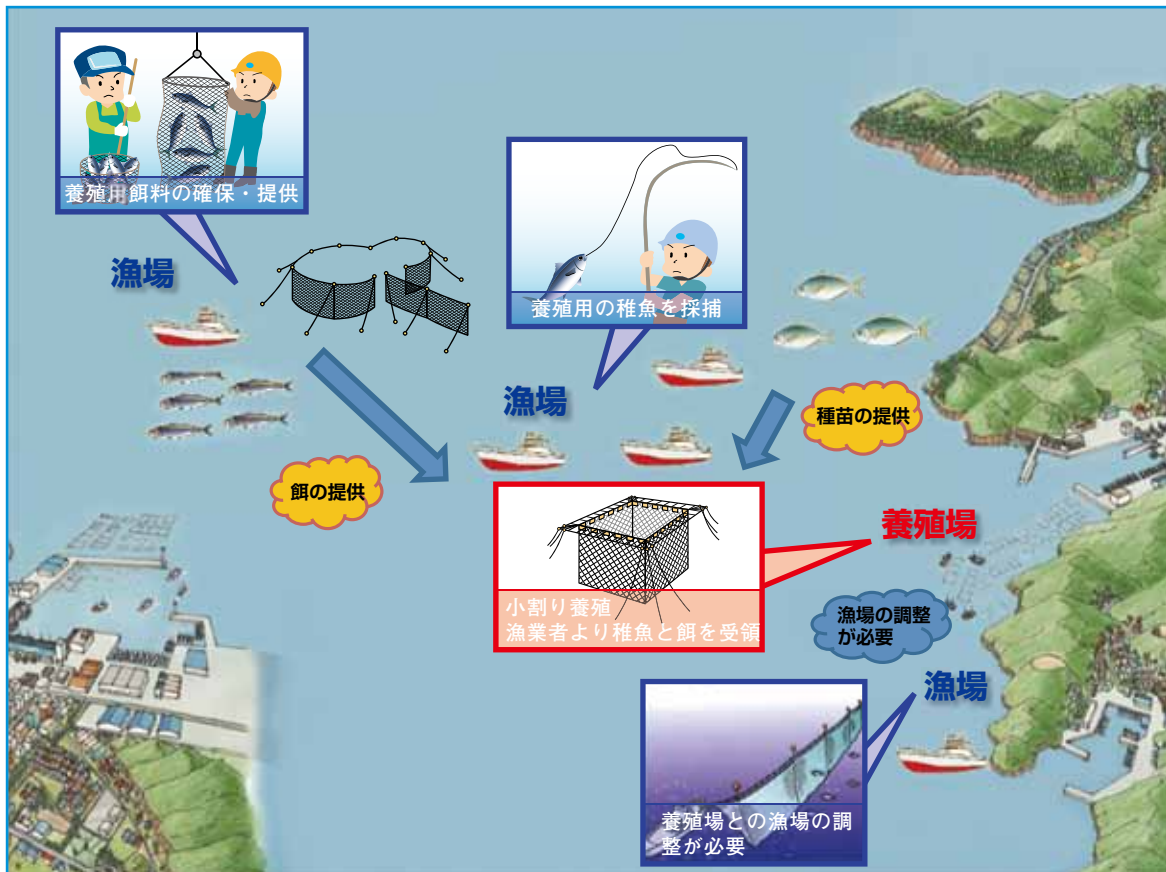 養殖用餌料の確保・提供
漁場
養殖用の稚魚を採捕
漁場
種苗の提供
餌の提供
養殖場
小割り養殖
漁業者より稚魚と餌を受領
漁場の調整
が必要
漁場
養殖場との漁場の調
整が必要